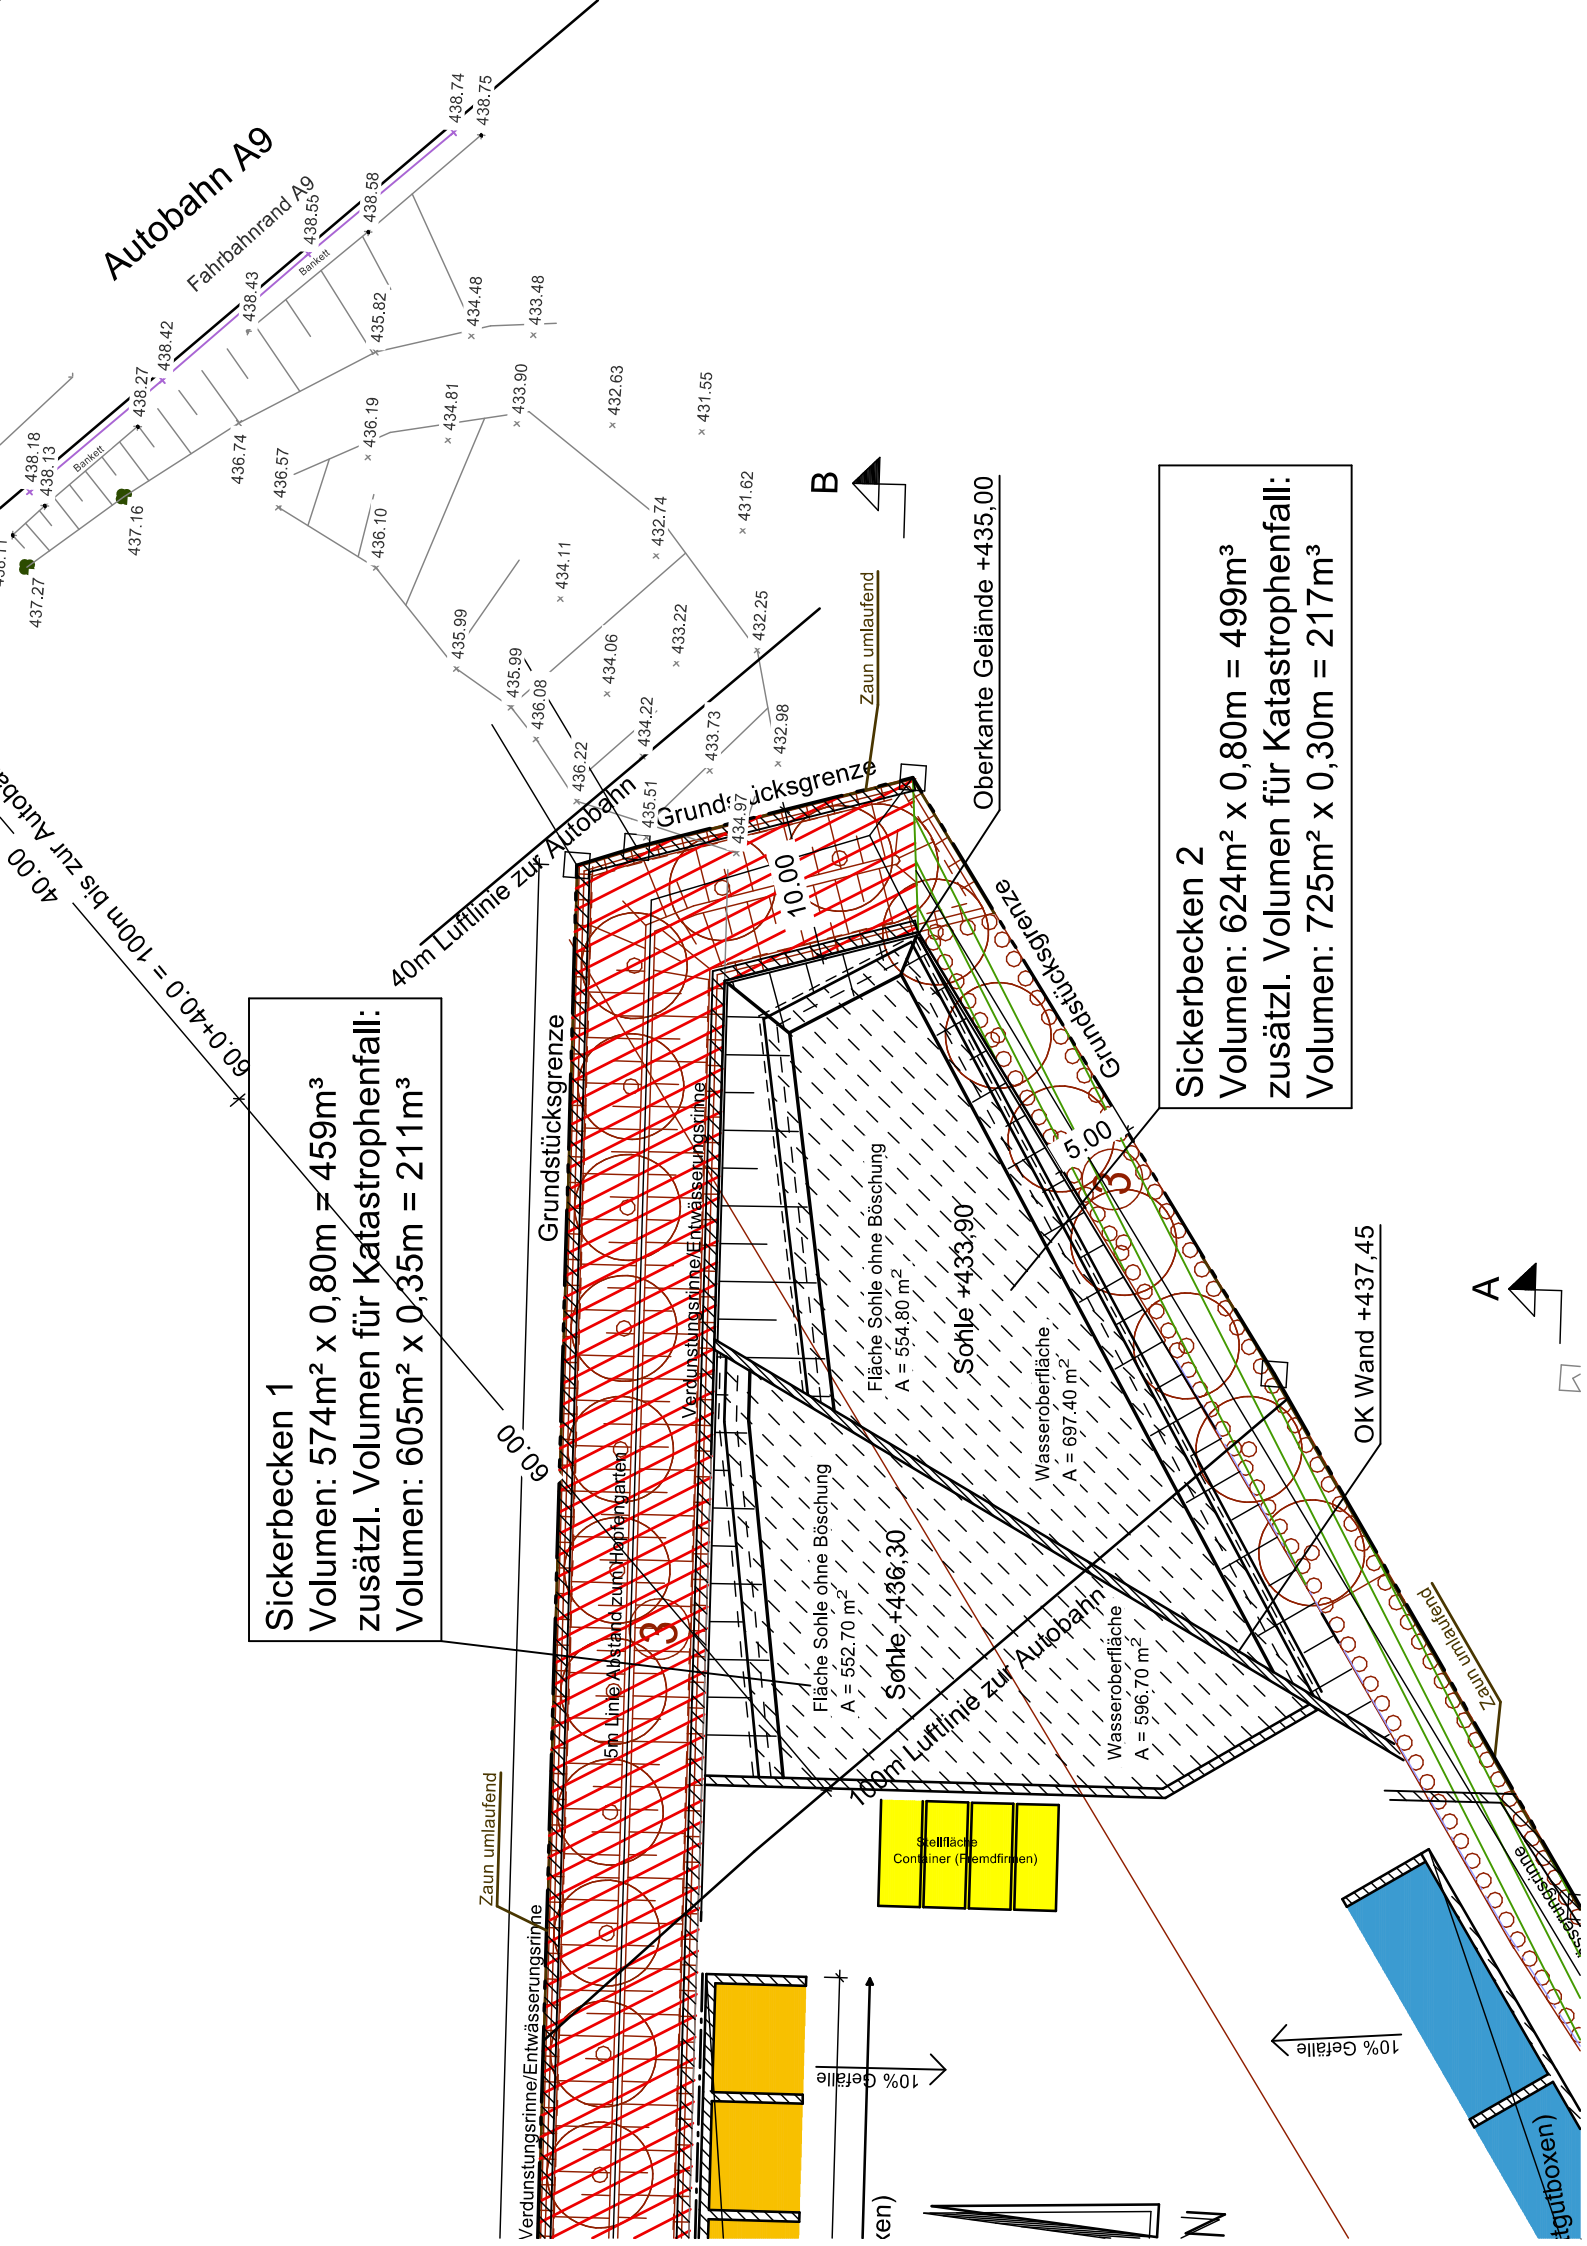 Autobahn A9
Fahrbahnrand A9
Bankett
Bankett
438.74
438.75
438.55
438.58
438.43
438.42
438.27
438.18
438.13
437.16
437.27
436.74
436.57
435.82
434.48
433.48
436.19
434.81
433.90
432.63
431.55
436.10
434.11
432.74
431.62
435.99
435.99
436.08
434.06
433.22
432.25
436.22
434.22
433.73
432.98
435.51
434.97
40.00
60.0+40.0 = 100m bis zur
60.00
40m Luftlinie zur Autobahn
Grundstücksgrenze
Grundstücksgrenze
Grundstücksgrenze
Zaun umlaufend
Zaun umlaufend
Zaun umlaufend
B
A
Oberkante Gelände +435,00
OK Wand +437,45
Sickerbecken 1
Volumen: 574m² x 0,80m = 459m³
zusätzl. Volumen für Katastrophenfall:
Volumen: 605m² x 0,35m = 211m³
Sickerbecken 2
Volumen: 624m² x 0,80m = 499m³
zusätzl. Volumen für Katastrophenfall:
Volumen: 725m² x 0,30m = 217m³
10.00
5.00
3
3
Verdunstungsrinne/Entwässerungsrinne
Verdunstungsrinne/Entwässerungsrinne
5m Linie Abstand zum Hopfengarten
Fläche Sohle ohne Böschung
A = 554.80 m²
Sohle +433,90
Wasseroberfläche
A = 697.40 m²
Fläche Sohle ohne Böschung
A = 552.70 m²
Sohle +436,30
Wasseroberfläche
A = 596.70 m²
100m Luftlinie zur Autobahn
Stellfläche
Container (Fremdfirmen)
10% Gefälle
10% Gefälle
N